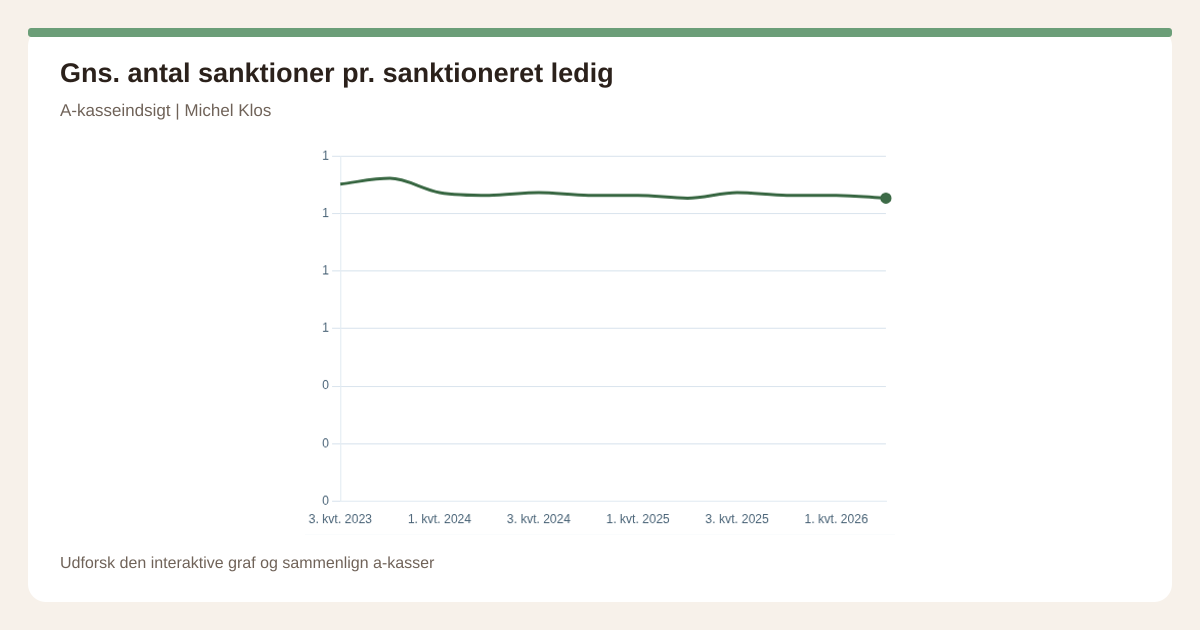 Gns. antal sanktioner pr. sanktioneret ledig
A-kasseindsigt | Michel Klos
1
1
1
1
0
0
0
3. kvt. 2023 1. kvt. 2024 3. kvt. 2024 1. kvt. 2025 3. kvt. 2025 1. kvt. 2026
Udforsk den interaktive graf og sammenlign a-kasser